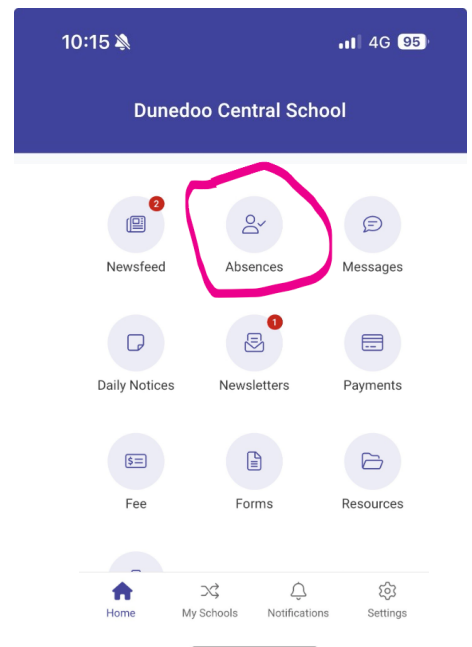 10:15 4G 95
Dunedoo Central School
2
Newsfeed Absences Messages
1
Daily Notices Newsletters Payments
Fee Forms Resources
Home My Schools Notifications Settings